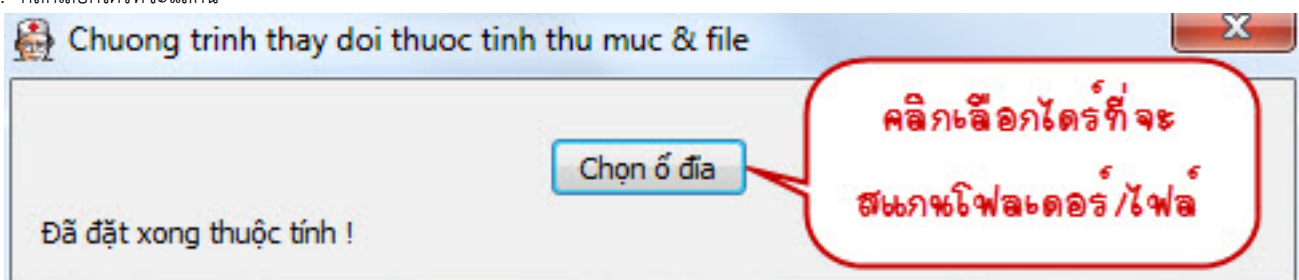 Chuong trinh thay doi thuoc tinh thu muc & file
คลิกเลือกไดร์ที่จะ
สแกนโฟลเดอร์/ไฟล์
Chọn ổ đĩa
Đã đặt xong thuộc tính !